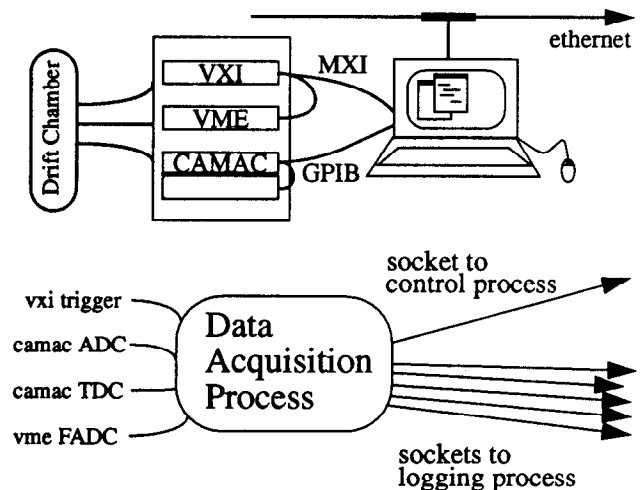 ethernet
Drift Chamber
VXI
MXI
VME
CAMAC
GPIB
socket to
control process
vxi trigger
camac ADC
camac TDC
vme FADC
Data
Acquisition
Process
sockets to
logging process